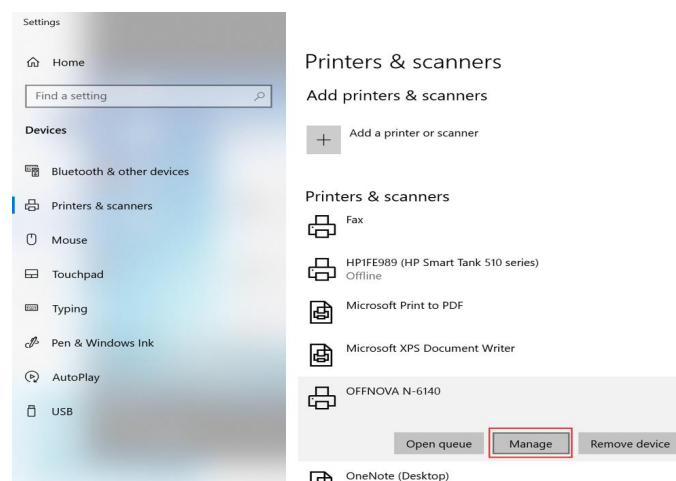 Settings
Home
Find a setting
Devices
Bluetooth & other devices
Printers & scanners
Mouse
Touchpad
Typing
Pen & Windows Ink
AutoPlay
USB
Printers & scanners
Add printers & scanners
Add a printer or scanner
Printers & scanners
Fax
HP1FE989 (HP Smart Tank 510 series)
Offline
Microsoft Print to PDF
Microsoft XPS Document Writer
OFFNOVA N-6140
Open queue Manage Remove device
OneNote (Desktop)